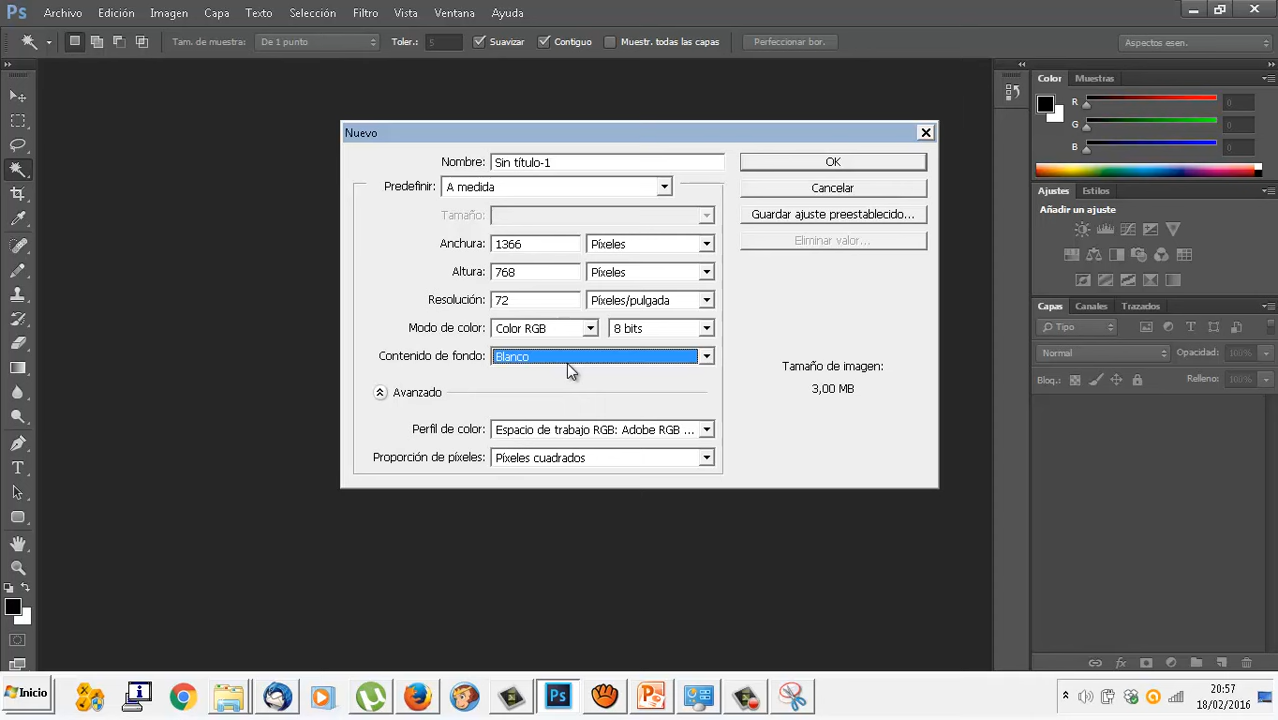 Ps Archivo Edición Imagen Capa Texto Selección Filtro Vista Ventana Ayuda
Tam. de muestra: De 1 punto Toler.: 5 Suavizar Contiguo Muestr. todas las capas Perfeccionar bor. Aspectos esen.
Color Muestras
R 0
G 0
B 0
Ajustes Estilos
Añadir un ajuste
Capas Canales Trazados
Tipo
Normal Opacidad: 100%
Bloq.: Relleno: 100%
Nuevo
Nombre: Sin título-1
Predefinir: A medida
Tamaño:
Anchura: 1366 Píxeles
Altura: 768 Píxeles
Resolución: 72 Píxeles/pulgada
Modo de color: Color RGB 8 bits
Contenido de fondo: Blanco
Avanzado
Perfil de color: Espacio de trabajo RGB: Adobe RGB ...
Proporción de píxeles: Píxeles cuadrados
OK
Cancelar
Guardar ajuste preestablecido...
Eliminar valor...
Tamaño de imagen:
3,00 MB
T
fx
Inicio
Ps
20:57
18/02/2016